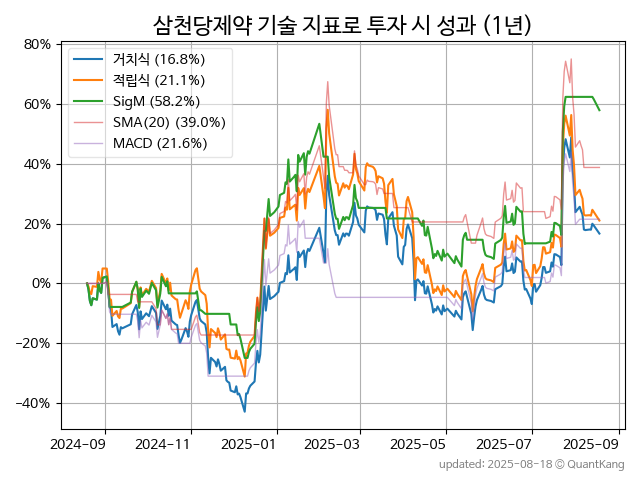 삼천당제약 기술 지표로 투자 시 성과 (1년)
80%
60%
40%
20%
0%
−20%
−40%
거치식 (16.8%)
적립식 (21.1%)
SigM (58.2%)
SMA(20) (39.0%)
MACD (21.6%)
2024-09
2024-11
2025-01
2025-03
2025-05
2025-07
2025-09
updated: 2025-08-18 © QuantKang